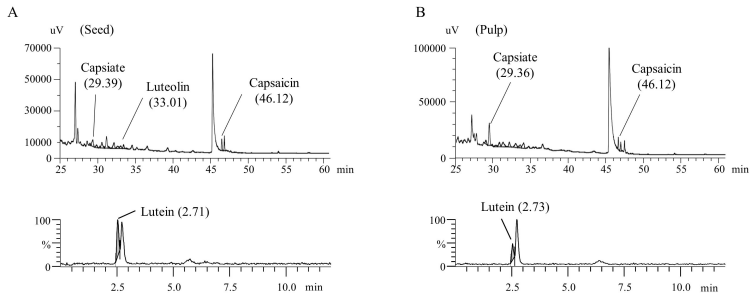 A
uV (Seed)
70000
50000
30000
10000
0
Capsiate
(29.39)
Luteolin
(33.01)
Capsaicin
(46.12)
25 30 35 40 45 50 55 60 min
100
%
0
Lutein (2.71)
2.5 5.0 7.5 10.0 min
B
uV (Pulp)
100000
50000
0
Capsiate
(29.36)
Capsaicin
(46.12)
25 30 35 40 45 50 55 60 min
100
%
0
Lutein (2.73)
2.5 5.0 7.5 10.0 min